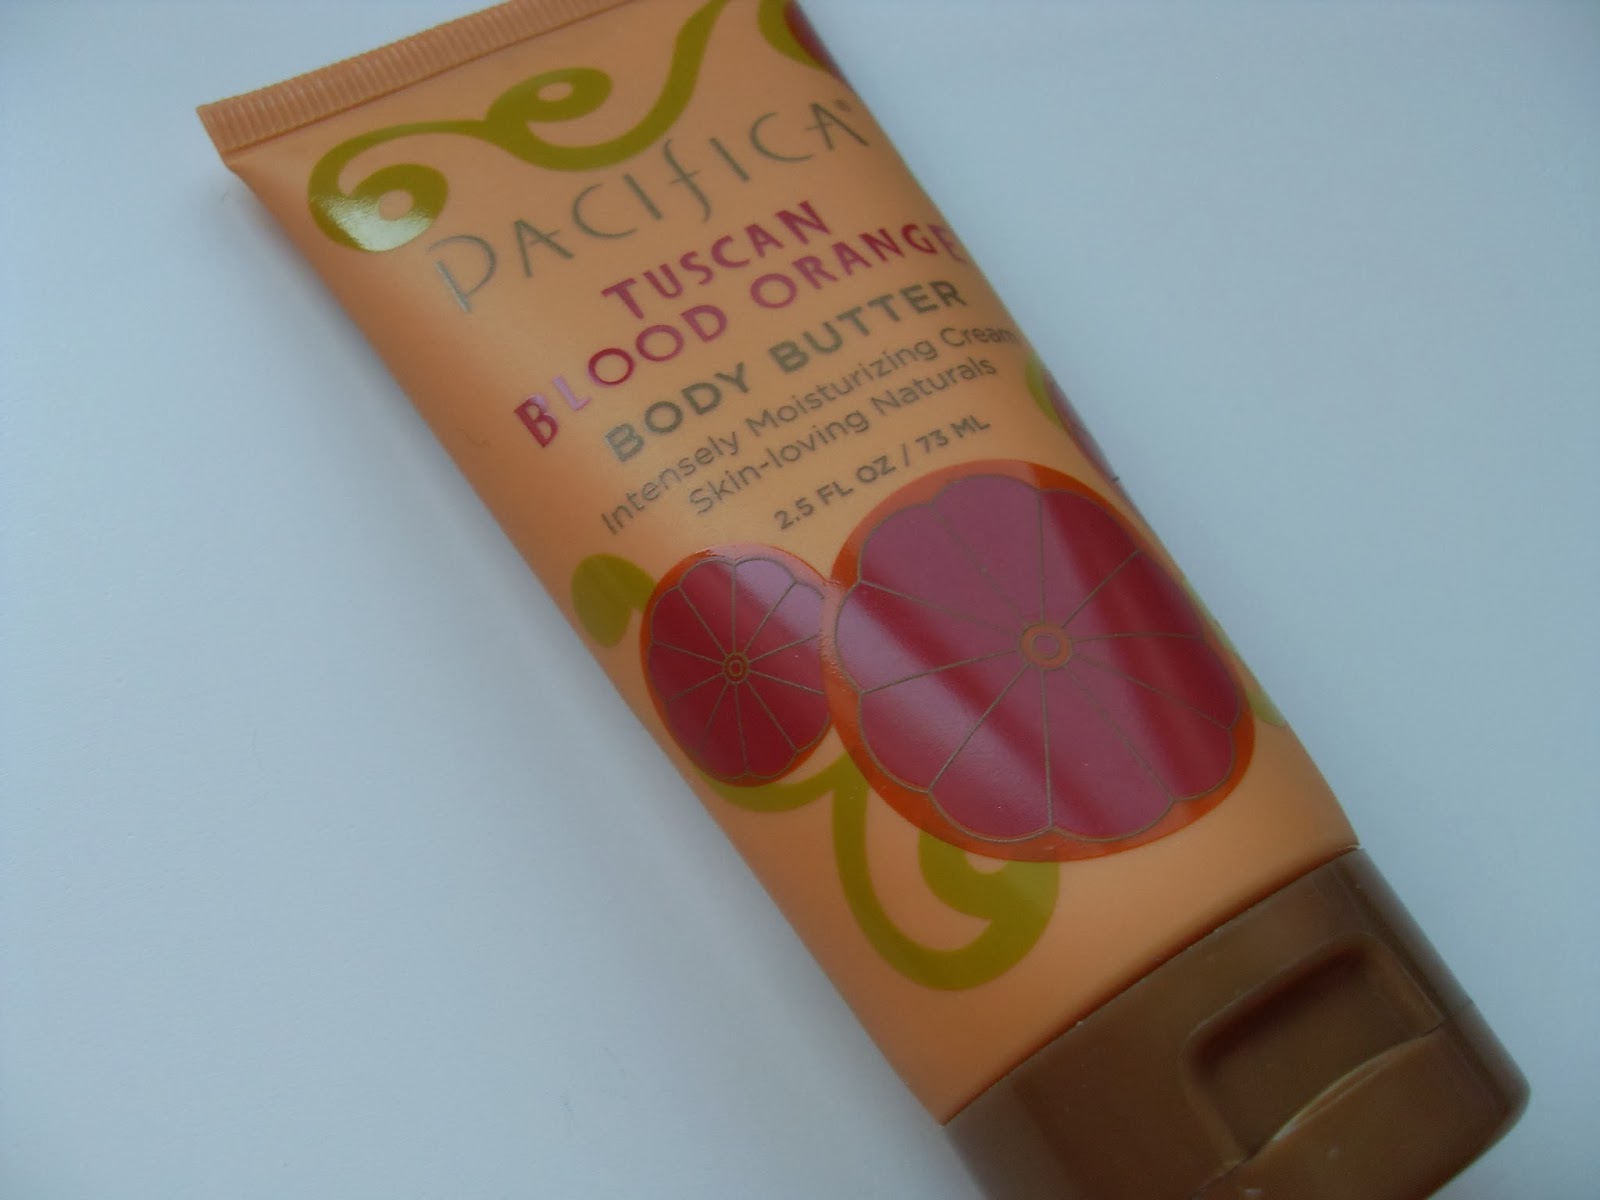 PACIFICA®
TUSCAN
BLOOD ORANGE
BODY BUTTER
Intensely Moisturizing Cream
Skin-loving Naturals
2.5 FL OZ / 73 ML